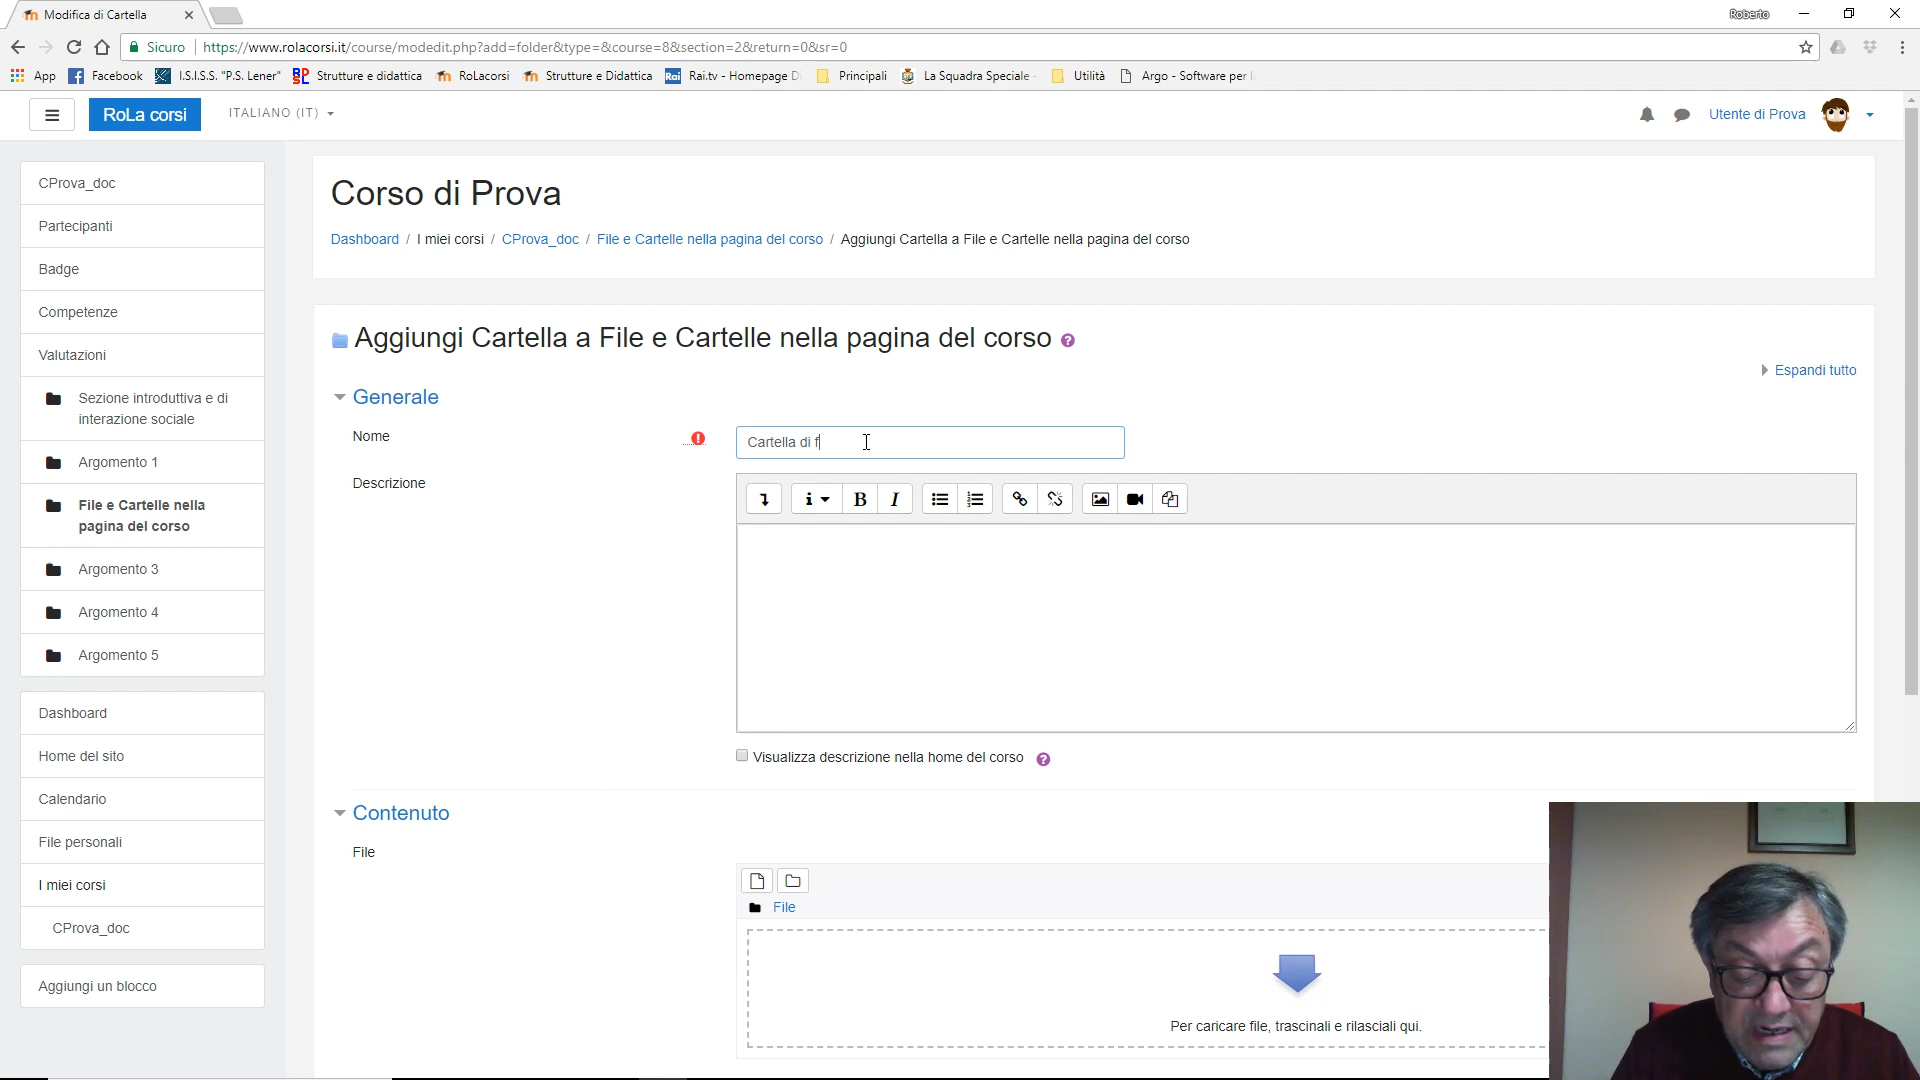 Modifica di Cartella
Roberto
Sicuro https://www.rolacorsi.it/course/modedit.php?add=folder&type=&course=8&section=2&return=0&sr=0
App Facebook I.S.I.S.S. "P.S. Lener" Strutture e didattica RoLacorsi Strutture e Didattica Rai.tv - Homepage Principali La Squadra Speciale Utilità Argo - Software per
RoLa corsi ITALIANO (IT) Utente di Prova
CProva_doc
Partecipanti
Badge
Competenze
Valutazioni
Sezione introduttiva e di
interazione sociale
Argomento 1
File e Cartelle nella
pagina del corso
Argomento 3
Argomento 4
Argomento 5
Dashboard
Home del sito
Calendario
File personali
I miei corsi
CProva_doc
Aggiungi un blocco
Corso di Prova
Dashboard / I miei corsi / CProva_doc / File e Cartelle nella pagina del corso / Aggiungi Cartella a File e Cartelle nella pagina del corso
Aggiungi Cartella a File e Cartelle nella pagina del corso
Espandi tutto
Generale
Nome
Cartella di f
Descrizione
Visualizza descrizione nella home del corso
Contenuto
File
File
Per caricare file, trascinali e rilasciali qui.